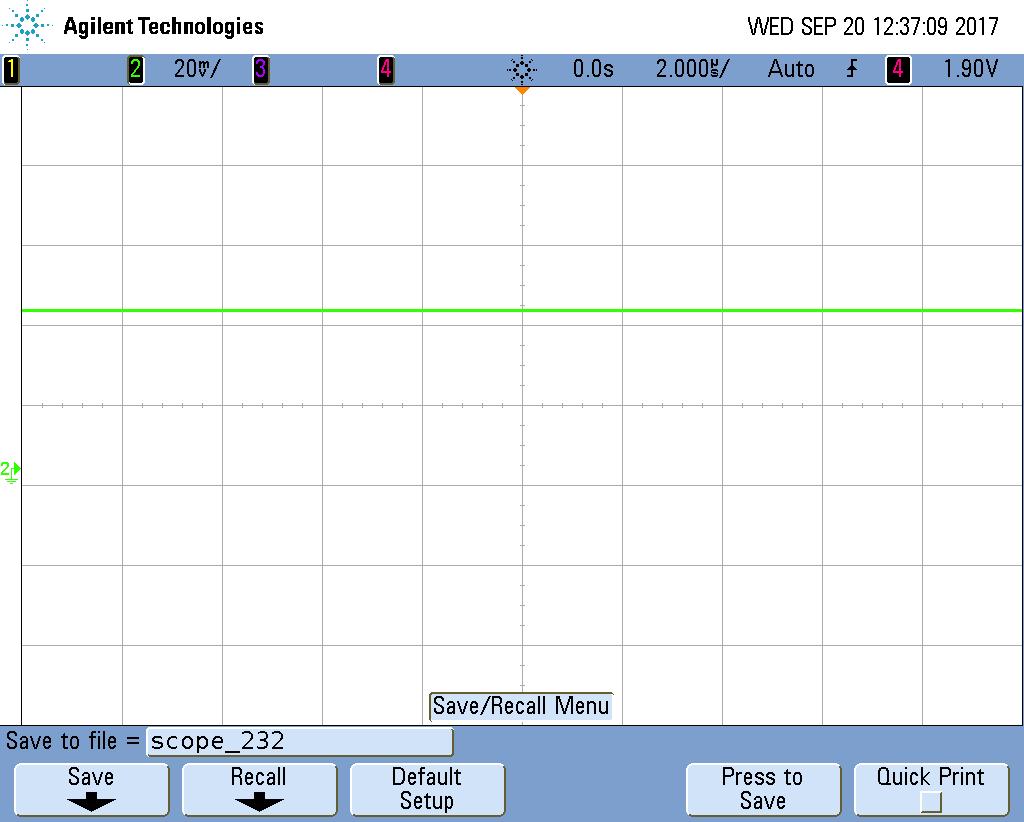 Agilent Technologies
WED SEP 20 12:37:09 2017
1 2 20mV/ 3 4 0.0s 2.000µs/ Auto 4 1.90V
2
Save/Recall Menu
Save to file = scope_232
Save Recall Default Setup Press to Save Quick Print